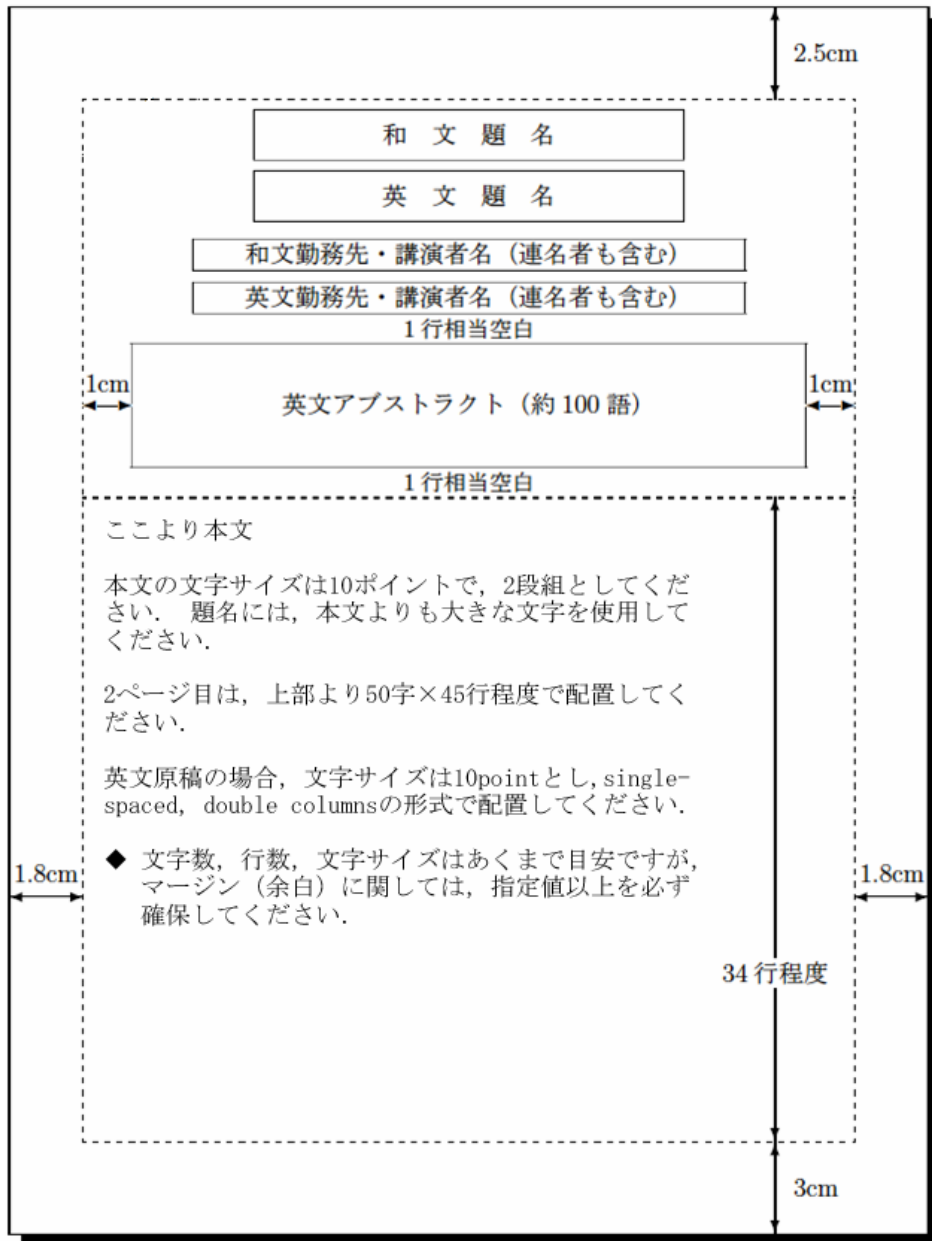 2.5cm
和 文 題 名
英 文 題 名
和文勤務先・講演者名（連名者も含む）
英文勤務先・講演者名（連名者も含む）
1 行相当空白
1cm
英文アブストラクト（約 100 語）
1cm
1 行相当空白
ここより本文
本文の文字サイズは10ポイントで，2段組としてくだ
さい． 題名には，本文よりも大きな文字を使用して
ください．
2ページ目は，上部より50字×45行程度で配置してく
ださい．
英文原稿の場合，文字サイズは10pointとし,single-
spaced, double columnsの形式で配置してください．
◆ 文字数，行数，文字サイズはあくまで目安ですが，
マージン（余白）に関しては，指定値以上を必ず
確保してください．
1.8cm
1.8cm
34 行程度
3cm